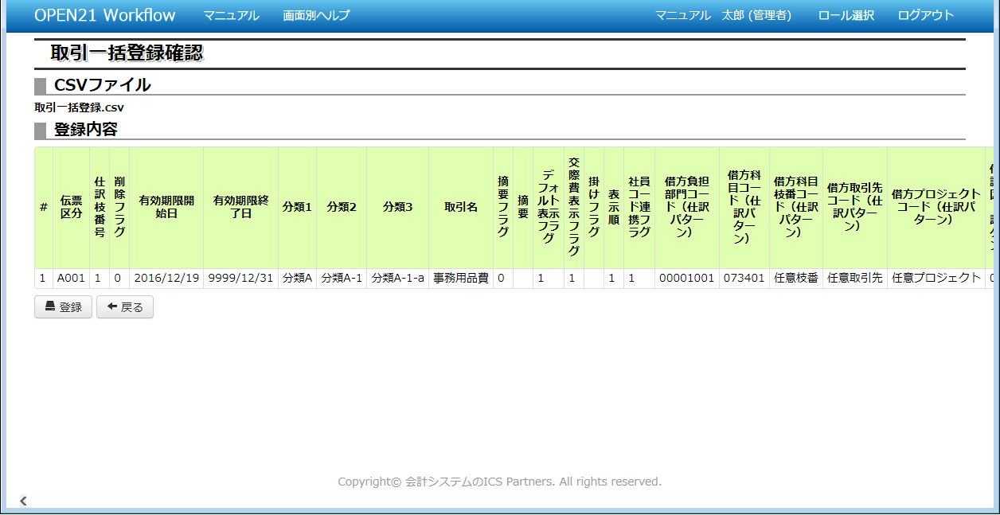 OPEN21 Workflow マニュアル 画面別ヘルプ マニュアル 太郎 (管理者) ロール選択 ログアウト
取引一括登録確認
CSVファイル
取引一括登録.csv
登録内容
# 伝票区分 仕訳枝番号 削除フラグ 有効期限開始日 有効期限終了日 分類1 分類2 分類3 取引名 摘要フラグ 摘要 デフォルト表示フラグ 交際費表示フラグ 掛けフラグ 表示順 社員コード連携フラグ 借方負担部門コード（仕訳パターン） 借方科目コード（仕訳パターン） 借方科目枝番コード（仕訳パターン） 借方取引先コード（仕訳パターン） 借方プロジェクトコード（仕訳パターン）
1 A001 1 0 2016/12/19 9999/12/31 分類A 分類A-1 分類A-1-a 事務用品費 0 1 1 1 1 00001001 073401 任意枝番 任意取引先 任意プロジェクト
登録 戻る
Copyright© 会計システムのICS Partners. All rights reserved.